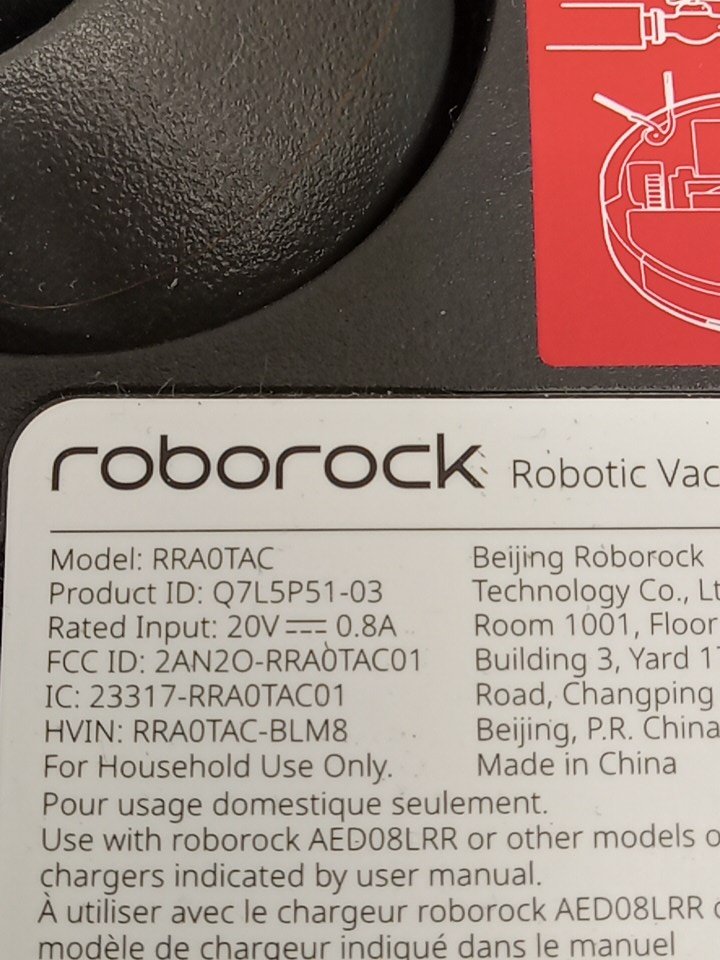 roborock Robotic Vac
Model: RRA0TAC
Product ID: Q7L5P51-03
Rated Input: 20V ⎓ 0.8A
FCC ID: 2AN2O-RRA0TAC01
IC: 23317-RRA0TAC01
HVIN: RRA0TAC-BLM8
For Household Use Only.
Beijing Roborock
Technology Co., Lt
Room 1001, Floor
Building 3, Yard 17
Road, Changping
Beijing, P.R. China
Made in China
Pour usage domestique seulement.
Use with roborock AED08LRR or other models o
chargers indicated by user manual.
À utiliser avec le chargeur roborock AED08LRR
modèle de chargeur indiqué dans le manuel